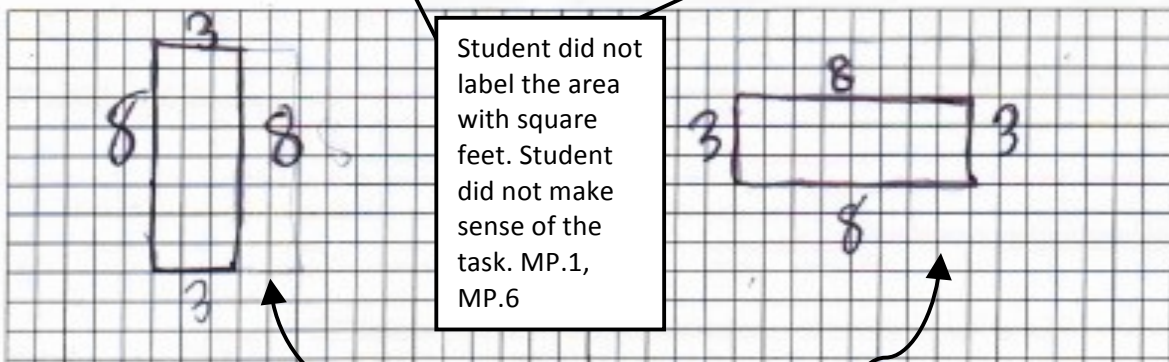 3
8
8
3
Student did not
label the area
with square
feet. Student
did not make
sense of the
task. MP.1,
MP.6
8
3
3
8